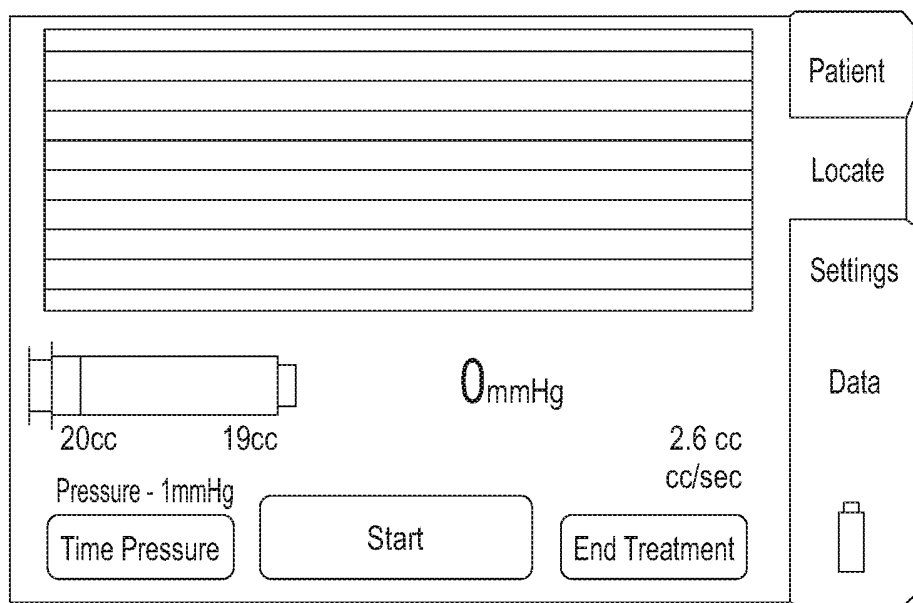 Patient
Locate
Settings
Data
0mmHg
20cc
19cc
2.6 cc
cc/sec
Pressure - 1mmHg
Time Pressure
Start
End Treatment